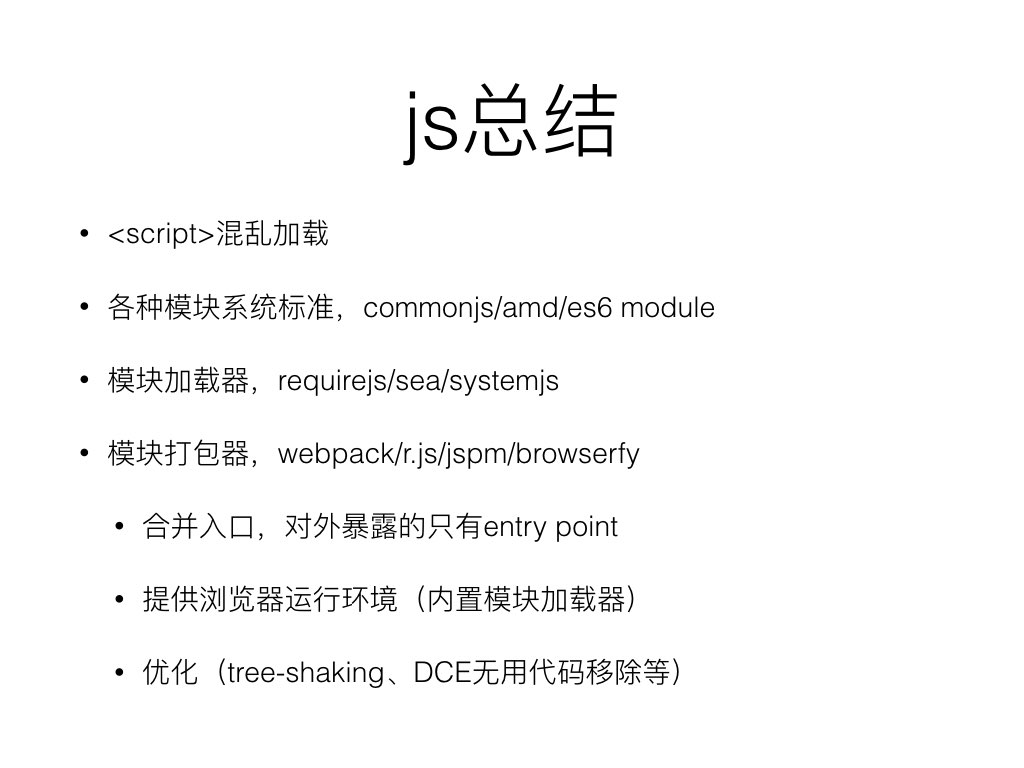 js总结
• <script>混乱加载
• 各种模块系统标准，commonjs/amd/es6 module
• 模块加载器，requirejs/sea/systemjs
• 模块打包器，webpack/r.js/jspm/browserfy
• 合并入口，对外暴露的只有entry point
• 提供浏览器运行环境（内置模块加载器）
• 优化（tree-shaking、DCE无用代码移除等）